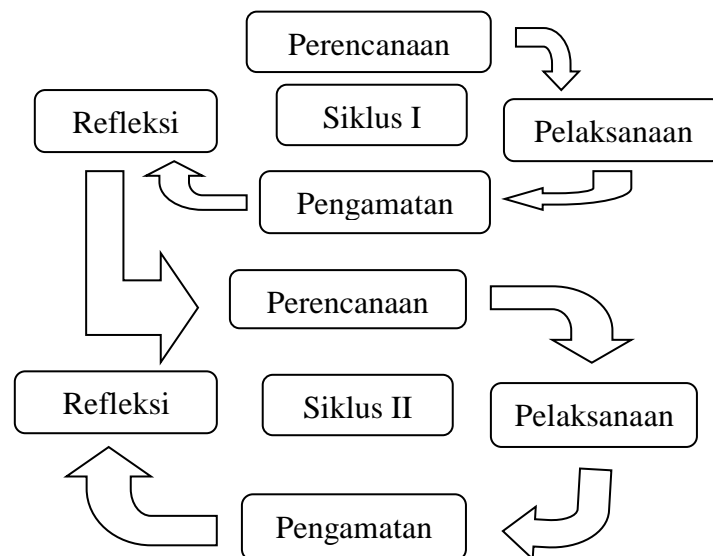 Perencanaan
Refleksi
Siklus I
Pelaksanaan
Pengamatan
Perencanaan
Refleksi
Siklus II
Pelaksanaan
Pengamatan